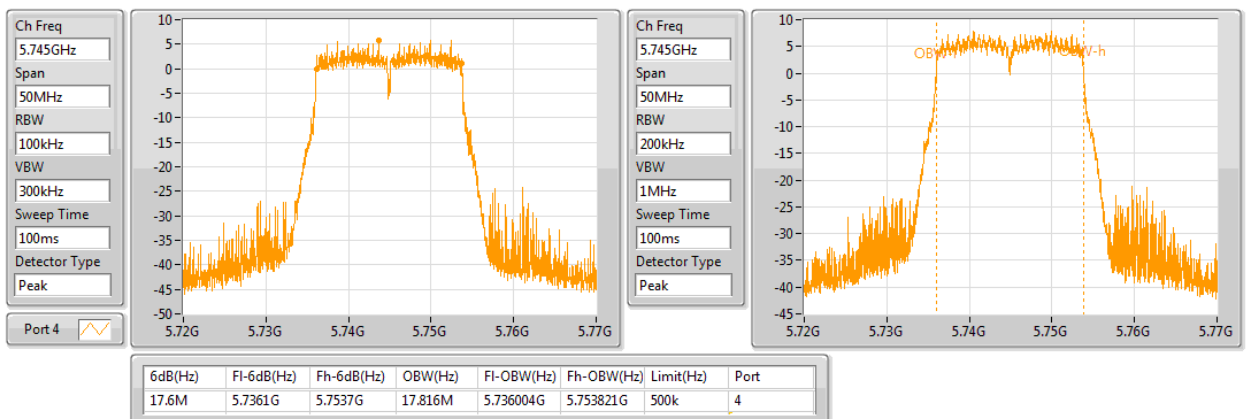 Ch Freq
5.745GHz
Span
50MHz
RBW
100kHz
VBW
300kHz
Sweep Time
100ms
Detector Type
Peak
Port 4
10
5
0
-5
-10
-15
-20
-25
-30
-35
-40
-45
-50
5.72G 5.73G 5.74G 5.75G 5.76G 5.77G
Ch Freq
5.745GHz
Span
50MHz
RBW
200kHz
VBW
1MHz
Sweep Time
100ms
Detector Type
Peak
10
5
0
-5
-10
-15
-20
-25
-30
-35
-40
-45
5.72G 5.73G 5.74G 5.75G 5.76G 5.77G
6dB(Hz) Fl-6dB(Hz) Fh-6dB(Hz) OBW(Hz) Fl-OBW(Hz) Fh-OBW(Hz) Limit(Hz) Port
17.6M 5.7361G 5.7537G 17.816M 5.736004G 5.753821G 500k 4